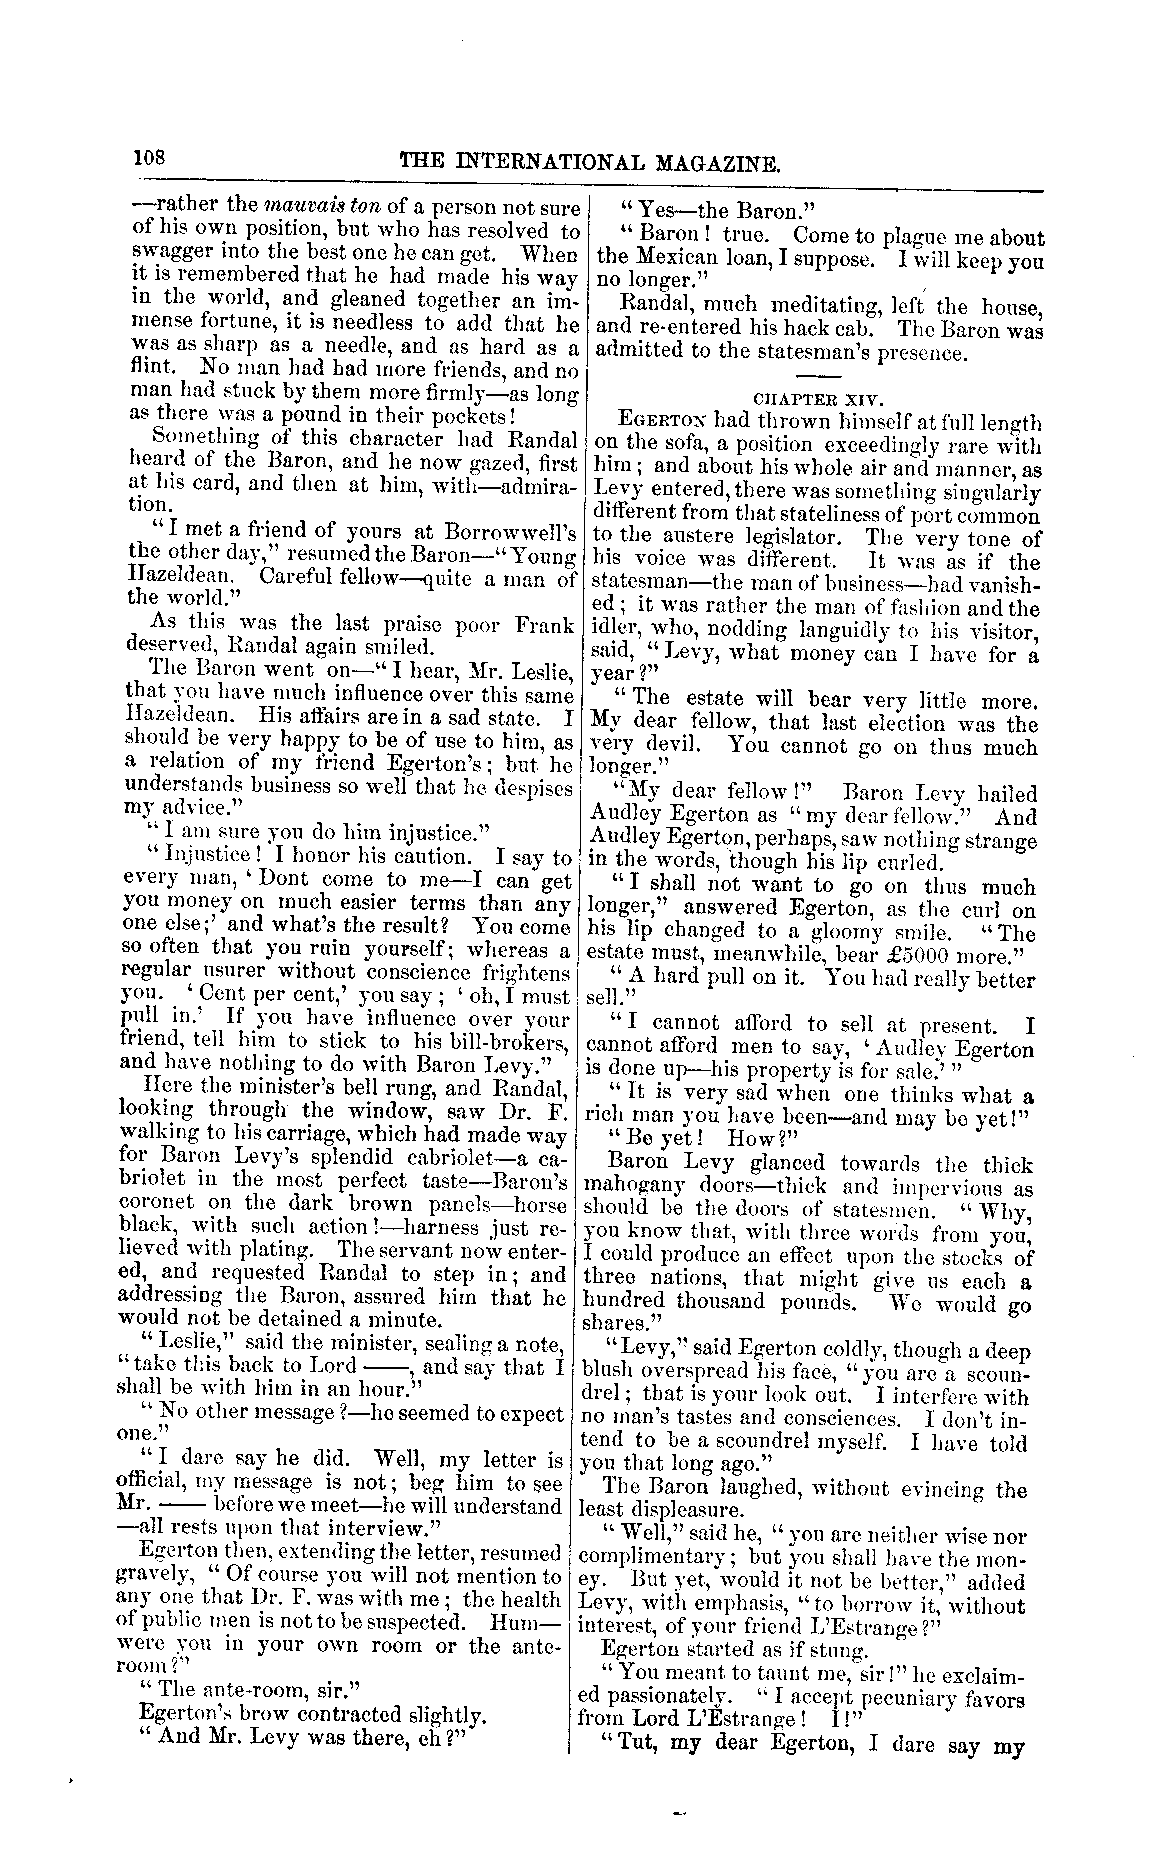 108 THE INTERNATIONAL MAGAZINE.
—rather the mauvais ton of a person not sure
of his own position, but who has resolved to
swagger into the best one he can get. When
it is remembered that he had made his way
in the world, and gleaned together an im-
mense fortune, it is needless to add that he
was as sharp as a needle, and as hard as a
flint. No man had had more friends, and no
man had stuck by them more firmly—as long
as there was a pound in their pockets!
Something of this character had Randal
heard of the Baron, and he now gazed, first
at his card, and then at him, with—admira-
tion.
"I met a friend of yours at Borrowwell's
the other day," resumed the Baron—"Young
Hazeldean. Careful fellow—quite a man of
the world."
As this was the last praise poor Frank
deserved, Randal again smiled.
The Baron went on—"I hear, Mr. Leslie,
that you have much influence over this same
Hazeldean. His affairs are in a sad state. I
should be very happy to be of use to him, as
a relation of my friend Egerton's; but he
understands business so well that he despises
my advice."
"I am sure you do him injustice."
"Injustice! I honor his caution. I say to
every man, 'Dont come to me—I can get
you money on much easier terms than any
one else;' and what's the result? You come
so often that you ruin yourself; whereas a
regular usurer without conscience frightens
you. 'Cent per cent,' you say; 'oh, I must
pull in.' If you have influence over your
friend, tell him to stick to his bill-brokers,
and have nothing to do with Baron Levy."
Here the minister's bell rung, and Randal,
looking through the window, saw Dr. F.
walking to his carriage, which had made way
for Baron Levy's splendid cabriolet—a ca-
briolet in the most perfect taste—Baron's
coronet on the dark brown panels—horse
black, with such action!—harness just re-
lieved with plating. The servant now enter-
ed, and requested Randal to step in; and
addressing the Baron, assured him that he
would not be detained a minute.
"Leslie," said the minister, sealing a note,
"take this back to Lord ——, and say that I
shall be with him in an hour."
"No other message?—he seemed to expect
one."
"I dare say he did. Well, my letter is
official, my message is not; beg him to see
Mr. —— before we meet—he will understand
—all rests upon that interview."
Egerton then, extending the letter, resumed
gravely, "Of course you will not mention to
any one that Dr. F. was with me; the health
of public men is not to be suspected. Hum—
were you in your own room or the ante-
room?"
"The ante-room, sir."
Egerton's brow contracted slightly.
"And Mr. Levy was there, eh?"
"Yes—the Baron."
"Baron! true. Come to plague me about
the Mexican loan, I suppose. I will keep you
no longer."
Randal, much meditating, left the house,
and re-entered his hack cab. The Baron was
admitted to the statesman's presence.
CHAPTER XIV.
EGERTON had thrown himself at full length
on the sofa, a position exceedingly rare with
him; and about his whole air and manner, as
Levy entered, there was something singularly
different from that stateliness of port common
to the austere legislator. The very tone of
his voice was different. It was as if the
statesman—the man of business—had vanish-
ed; it was rather the man of fashion and the
idler, who, nodding languidly to his visitor,
said, "Levy, what money can I have for a
year?"
"The estate will bear very little more.
My dear fellow, that last election was the
very devil. You cannot go on thus much
longer."
"My dear fellow!" Baron Levy hailed
Audley Egerton as "my dear fellow." And
Audley Egerton, perhaps, saw nothing strange
in the words, though his lip curled.
"I shall not want to go on thus much
longer," answered Egerton, as the curl on
his lip changed to a gloomy smile. "The
estate must, meanwhile, bear £5000 more."
"A hard pull on it. You had really better
sell."
"I cannot afford to sell at present. I
cannot afford men to say, 'Audley Egerton
is done up—his property is for sale.'"
"It is very sad when one thinks what a
rich man you have been—and may be yet!"
"Be yet! How?"
Baron Levy glanced towards the thick
mahogany doors—thick and impervious as
should be the doors of statesmen. "Why,
you know that, with three words from you,
I could produce an effect upon the stocks of
three nations, that might give us each a
hundred thousand pounds. We would go
shares."
"Levy," said Egerton coldly, though a deep
blush overspread his face, "you are a scoun-
drel; that is your look out. I interfere with
no man's tastes and consciences. I don't in-
tend to be a scoundrel myself. I have told
you that long ago."
The Baron laughed, without evincing the
least displeasure.
"Well," said he, "you are neither wise nor
complimentary; but you shall have the mon-
ey. But yet, would it not be better," added
Levy, with emphasis, "to borrow it, without
interest, of your friend L'Estrange?"
Egerton started as if stung.
"You meant to taunt me, sir!" he exclaim-
ed passionately. "I accept pecuniary favors
from Lord L'Estrange! I!"
"Tut, my dear Egerton, I dare say my